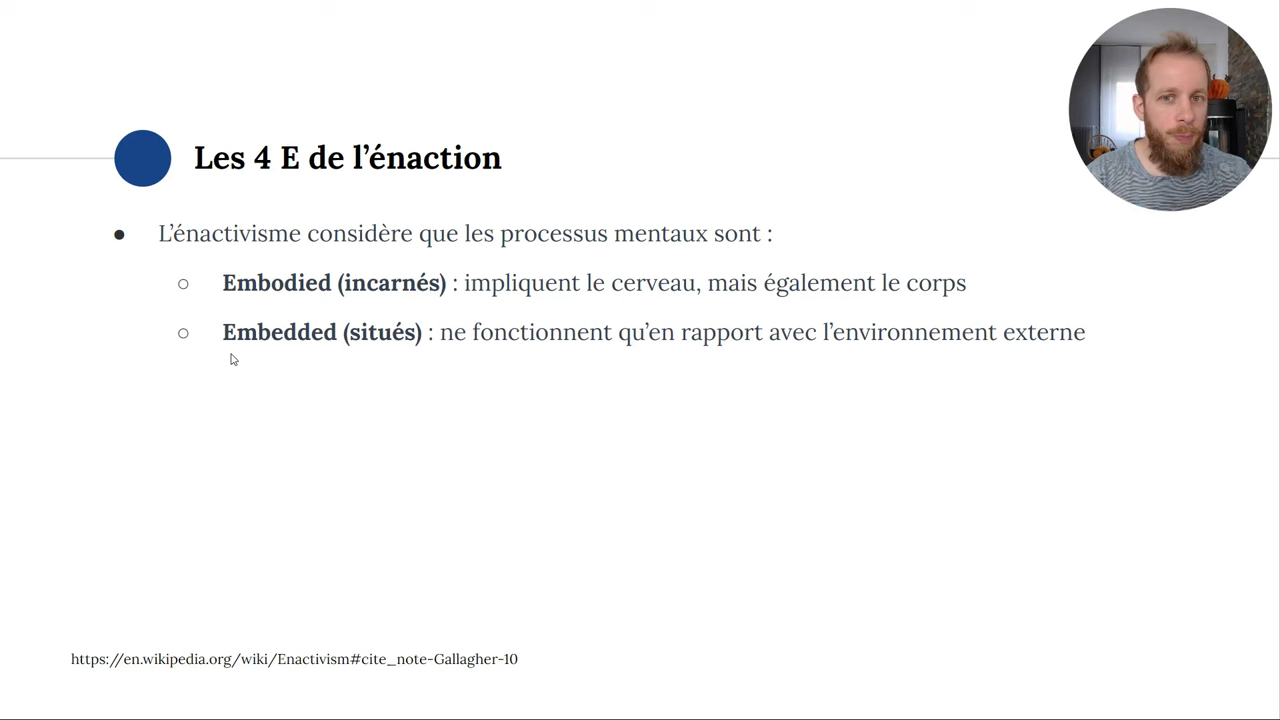 Les 4 E de l’énaction
● L’énactivisme considère que les processus mentaux sont :
○ Embodied (incarnés) : impliquent le cerveau, mais également le corps
○ Embedded (situés) : ne fonctionnent qu’en rapport avec l’environnement externe
https://en.wikipedia.org/wiki/Enactivism#cite_note-Gallagher-10